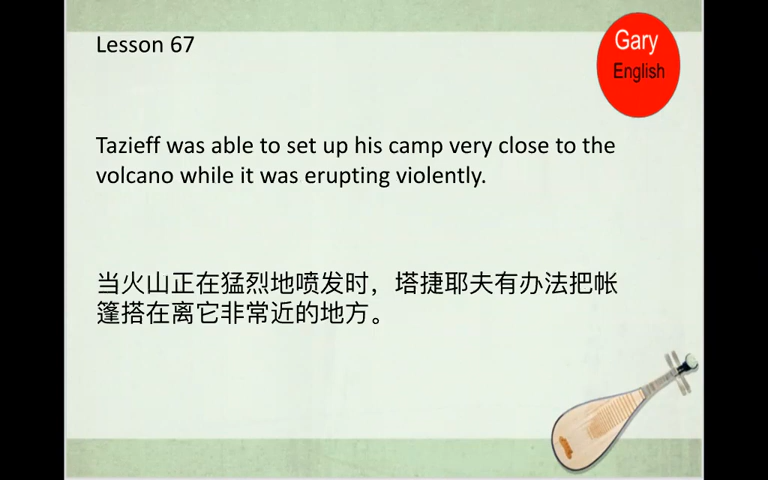 Lesson 67
Gary
English
Tazieff was able to set up his camp very close to the
volcano while it was erupting violently.
当火山正在猛烈地喷发时，塔捷耶夫有办法把帐
篷搭在离它非常近的地方。